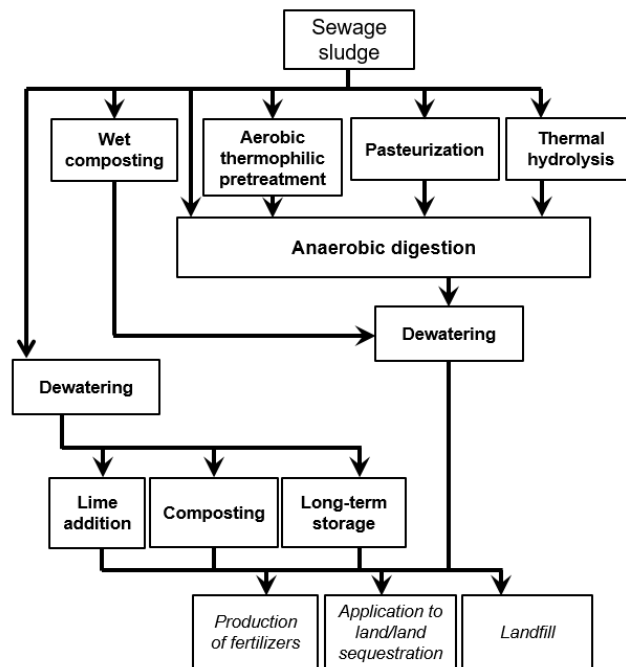 Sewage
sludge
Wet
composting
Aerobic
thermophilic
pretreatment
Pasteurization
Thermal
hydrolysis
Anaerobic digestion
Dewatering
Dewatering
Lime
addition
Composting
Long-term
storage
Production
of fertilizers
Application to
land/land
sequestration
Landfill